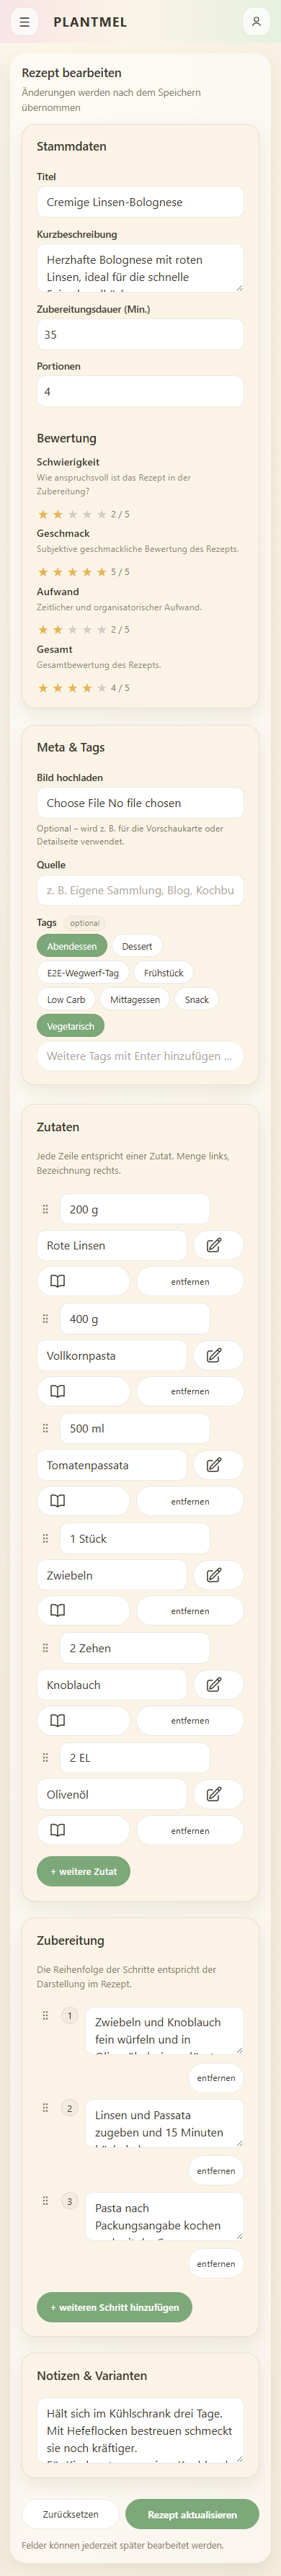 PLANTMEL
Rezept bearbeiten
Änderungen werden nach dem Speichern
übernommen
Stammdaten
Titel
Cremige Linsen-Bolognese
Kurzbeschreibung
Herzhafte Bolognese mit roten
Linsen, ideal für die schnelle
Zubereitungsdauer (Min.)
35
Portionen
4
Bewertung
Schwierigkeit
Wie anspruchsvoll ist das Rezept in der
Zubereitung?
★ ★ ★ ★ ★ 2 / 5
Geschmack
Subjektive geschmackliche Bewertung des Rezepts.
★ ★ ★ ★ ★ 5 / 5
Aufwand
Zeitlicher und organisatorischer Aufwand.
★ ★ ★ ★ ★ 2 / 5
Gesamt
Gesamtbewertung des Rezepts.
★ ★ ★ ★ ★ 4 / 5
Meta & Tags
Bild hochladen
Choose File No file chosen
Optional – wird z. B. für die Vorschaukarte oder
Detailseite verwendet.
Quelle
z. B. Eigene Sammlung, Blog, Kochbu
Tags optional
Abendessen Dessert
E2E-Wegwerf-Tag Frühstück
Low Carb Mittagessen Snack
Vegetarisch
Weitere Tags mit Enter hinzufügen ...
Zutaten
Jede Zeile entspricht einer Zutat. Menge links,
Bezeichnung rechts.
200 g
Rote Linsen
entfernen
400 g
Vollkornpasta
entfernen
500 ml
Tomatenpassata
entfernen
1 Stück
Zwiebeln
entfernen
2 Zehen
Knoblauch
entfernen
2 EL
Olivenöl
entfernen
+ weitere Zutat
Zubereitung
Die Reihenfolge der Schritte entspricht der
Darstellung im Rezept.
1 Zwiebeln und Knoblauch
fein würfeln und in
entfernen
2 Linsen und Passata
zugeben und 15 Minuten
entfernen
3 Pasta nach
Packungsangabe kochen
entfernen
+ weiteren Schritt hinzufügen
Notizen & Varianten
Hält sich im Kühlschrank drei Tage.
Mit Hefeflocken bestreuen schmeckt
sie noch kräftiger.
Zurücksetzen Rezept aktualisieren
Felder können jederzeit später bearbeitet werden.